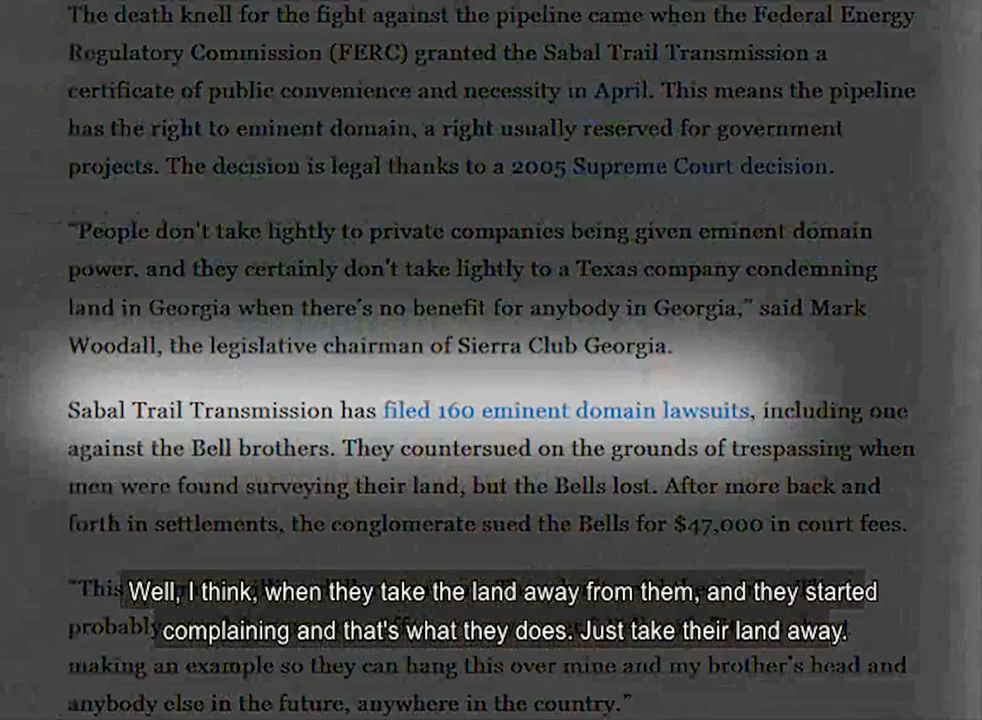 The death knell for the fight against the pipeline came when the Federal Energy
Regulatory Commission (FERC) granted the Sabal Trail Transmission a
certificate of public convenience and necessity in April. This means the pipeline
has the right to eminent domain, a right usually reserved for government
projects. The decision is legal thanks to a 2005 Supreme Court decision.
"People don't take lightly to private companies being given eminent domain
power, and they certainly don't take lightly to a Texas company condemning
land in Georgia when there's no benefit for anybody in Georgia," said Mark
Woodall, the legislative chairman of Sierra Club Georgia.
Sabal Trail Transmission has filed 160 eminent domain lawsuits, including one
against the Bell brothers. They countersued on the grounds of trespassing when
men were found surveying their land, but the Bells lost. After more back and
forth in settlements, the conglomerate sued the Bells for $47,000 in court fees.
"This
Well, I think, when they take the land away from them, and they started
probably
complaining and that's what they does. Just take their land away.
making an example so they can hang this over mine and my brother's head and
anybody else in the future, anywhere in the country."